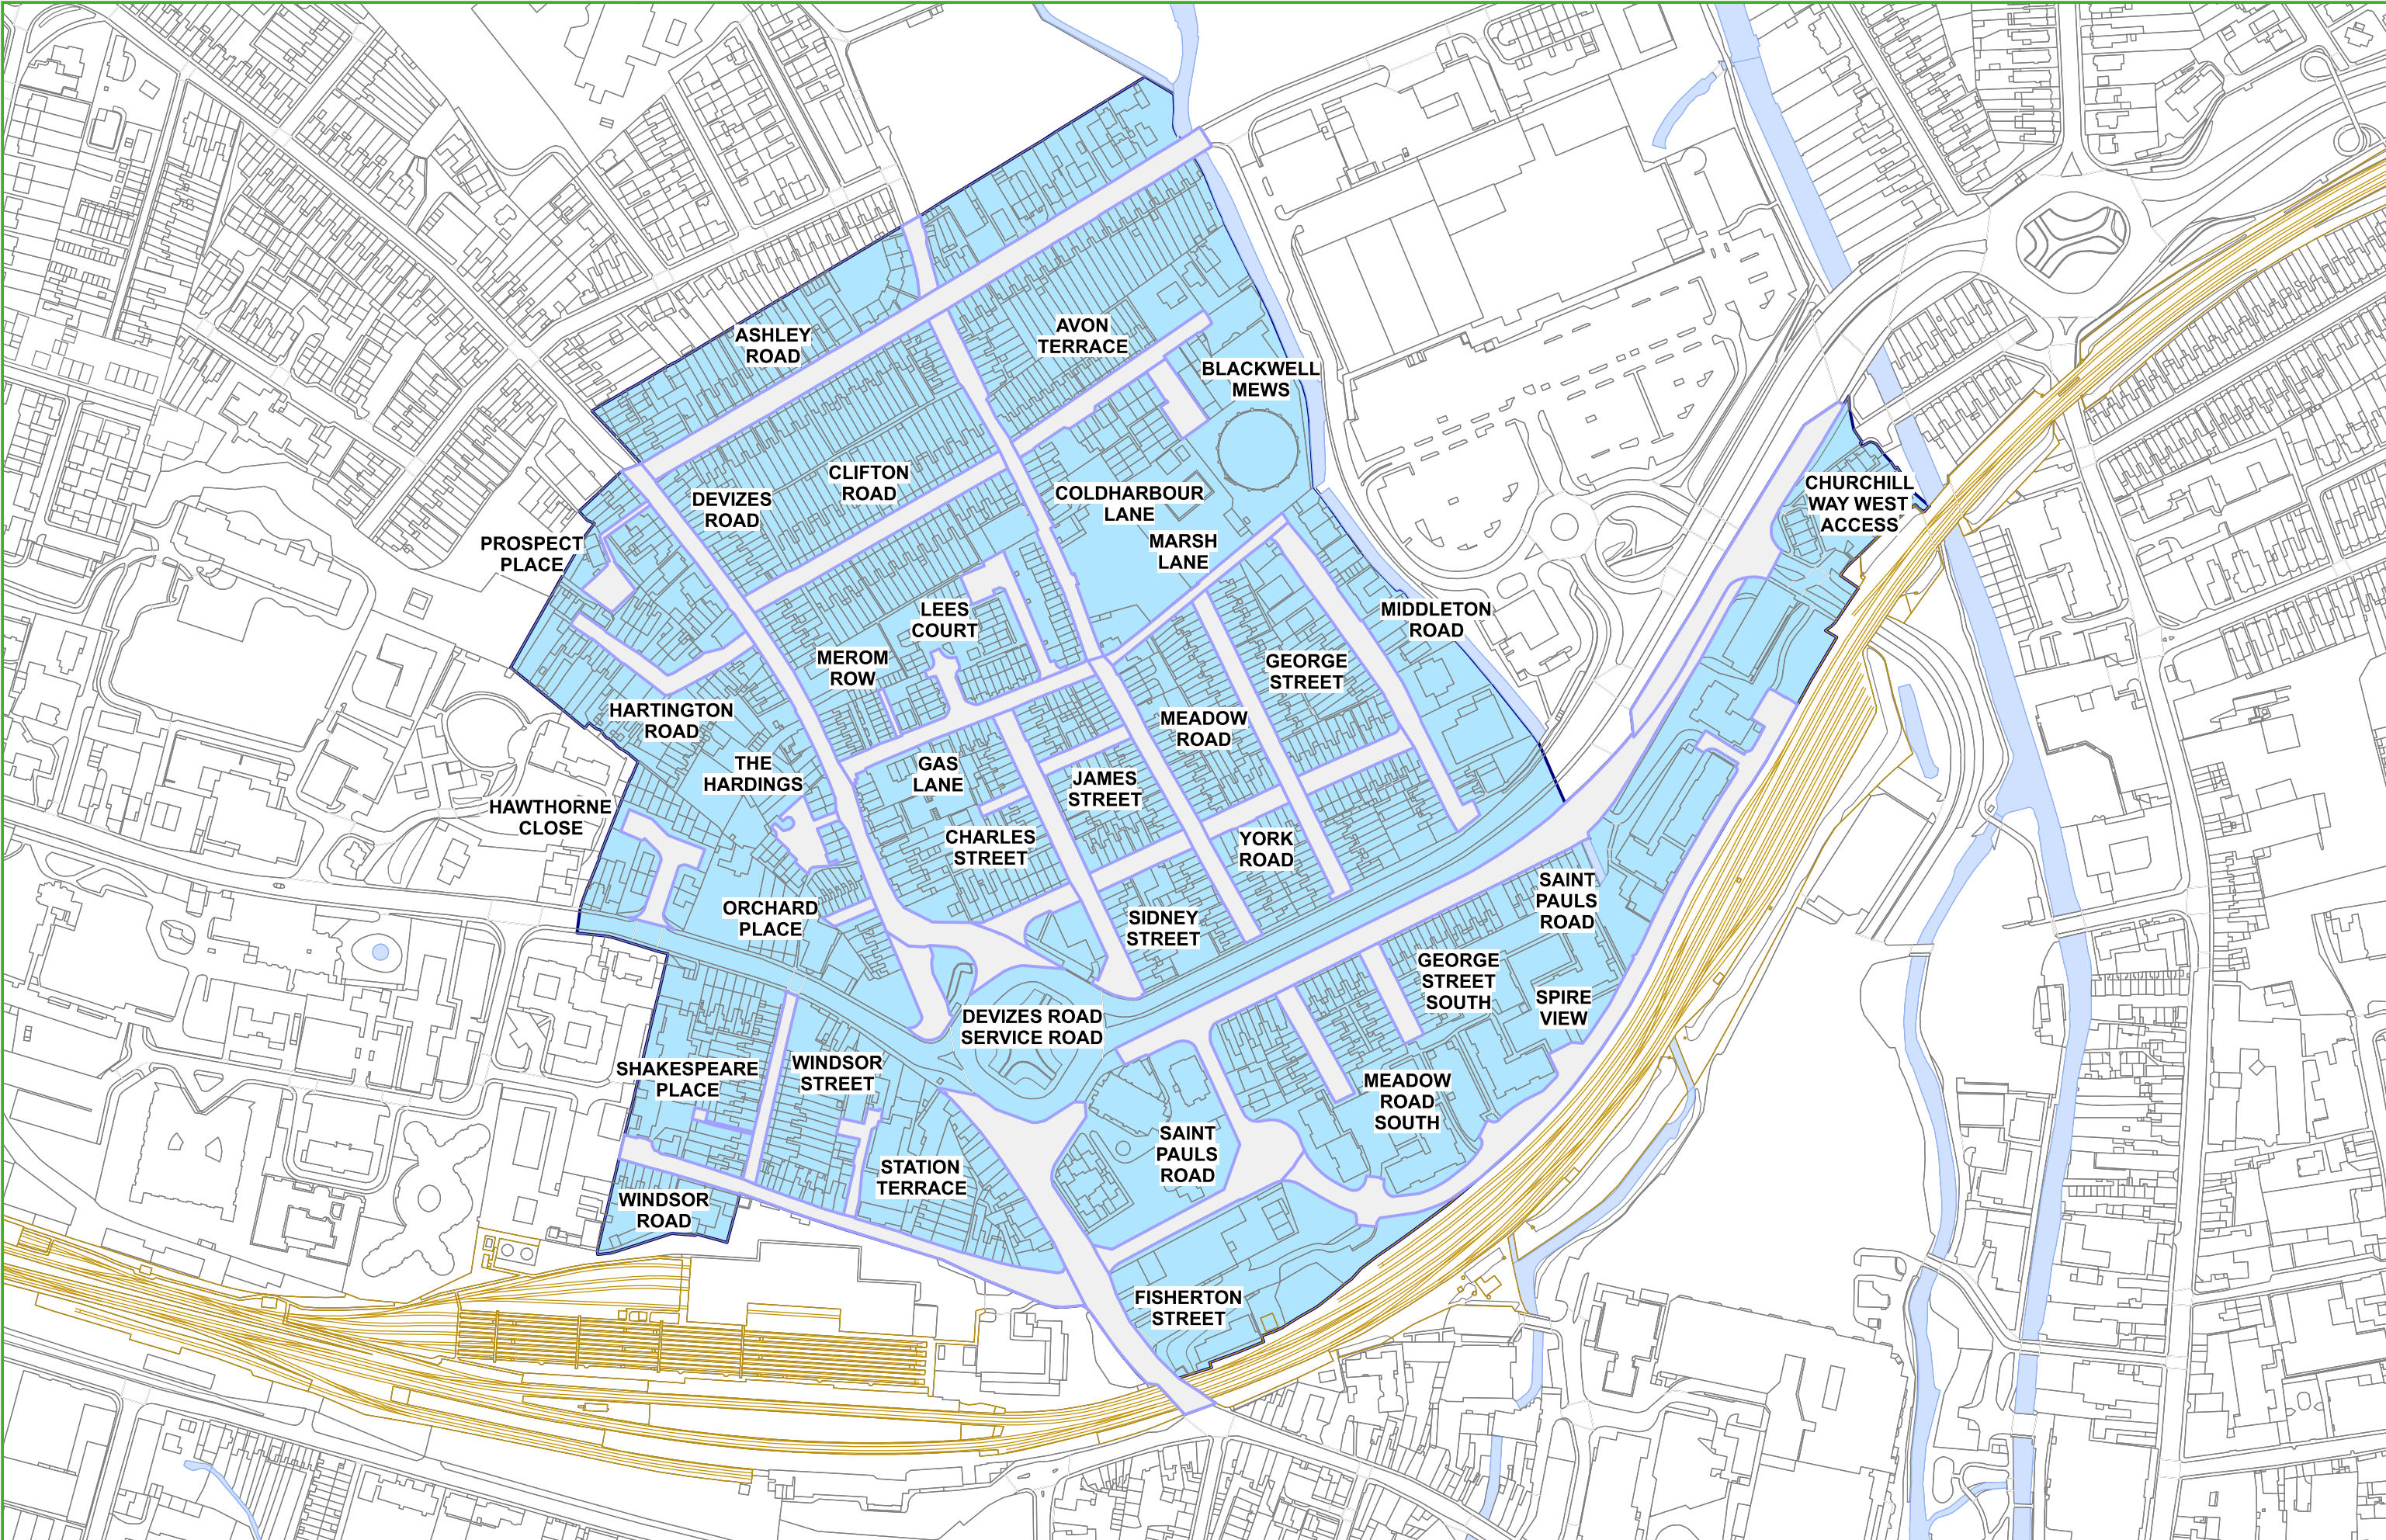 ASHLEY
ROAD
AVON
TERRACE
BLACKWELL
MEWS
DEVIZES
ROAD
CLIFTON
ROAD
COLDHARBOUR
LANE
CHURCHILL
WAY WEST
ACCESS
PROSPECT
PLACE
MARSH
LANE
LEES
COURT
MIDDLETON
ROAD
MEROM
ROW
GEORGE
STREET
HARTINGTON
ROAD
MEADOW
ROAD
THE
HARDINGS
GAS
LANE
JAMES
STREET
HAWTHORNE
CLOSE
CHARLES
STREET
YORK
ROAD
SAINT
PAULS
ROAD
ORCHARD
PLACE
SIDNEY
STREET
GEORGE
STREET
SOUTH
SPIRE
VIEW
DEVIZES ROAD
SERVICE ROAD
SHAKESPEARE
PLACE
WINDSOR
STREET
MEADOW
ROAD
SOUTH
SAINT
PAULS
ROAD
STATION
TERRACE
WINDSOR
ROAD
FISHERTON
STREET